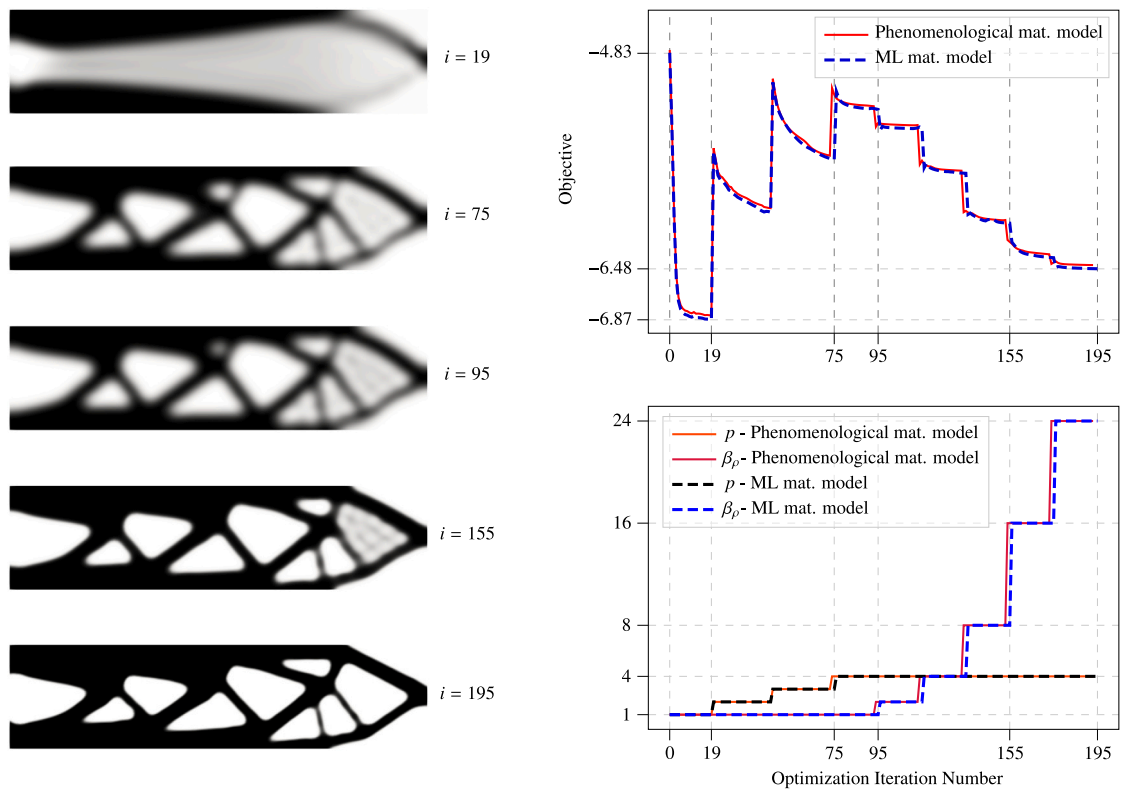 i = 19
i = 75
i = 95
i = 155
i = 195
Phenomenological mat. model
ML mat. model
Objective
−4.83
−6.48
−6.87
0 19 75 95 155 195
p - Phenomenological mat. model
βρ- Phenomenological mat. model
p - ML mat. model
βρ- ML mat. model
24
16
8
4
1
0 19 75 95 155 195
Optimization Iteration Number